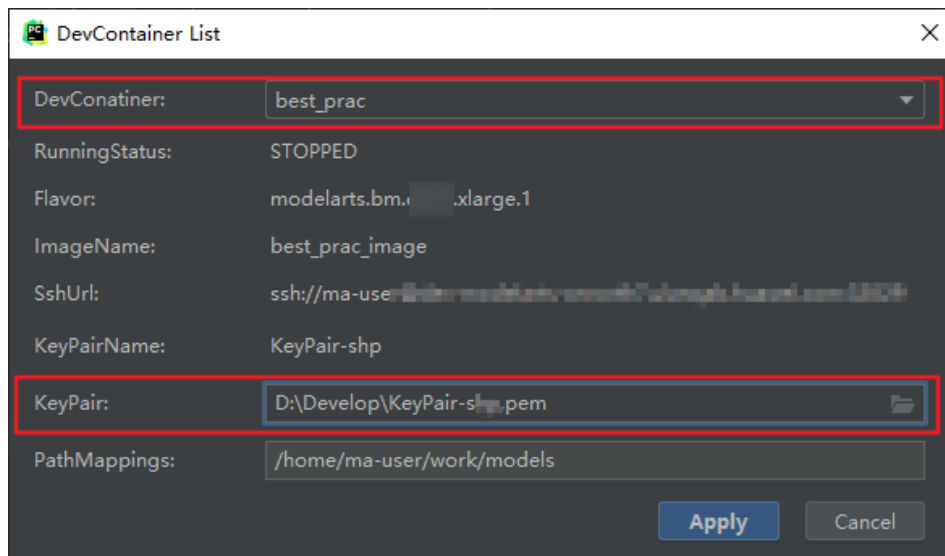 PC DevContainer List
DevConatiner: best_prac
RunningStatus: STOPPED
Flavor: modelarts.bm. .xlarge.1
ImageName: best_prac_image
SshUrl: ssh://ma-use
KeyPairName: KeyPair-shp
KeyPair: D:\Develop\KeyPair-s .pem
PathMappings: /home/ma-user/work/models
Apply Cancel